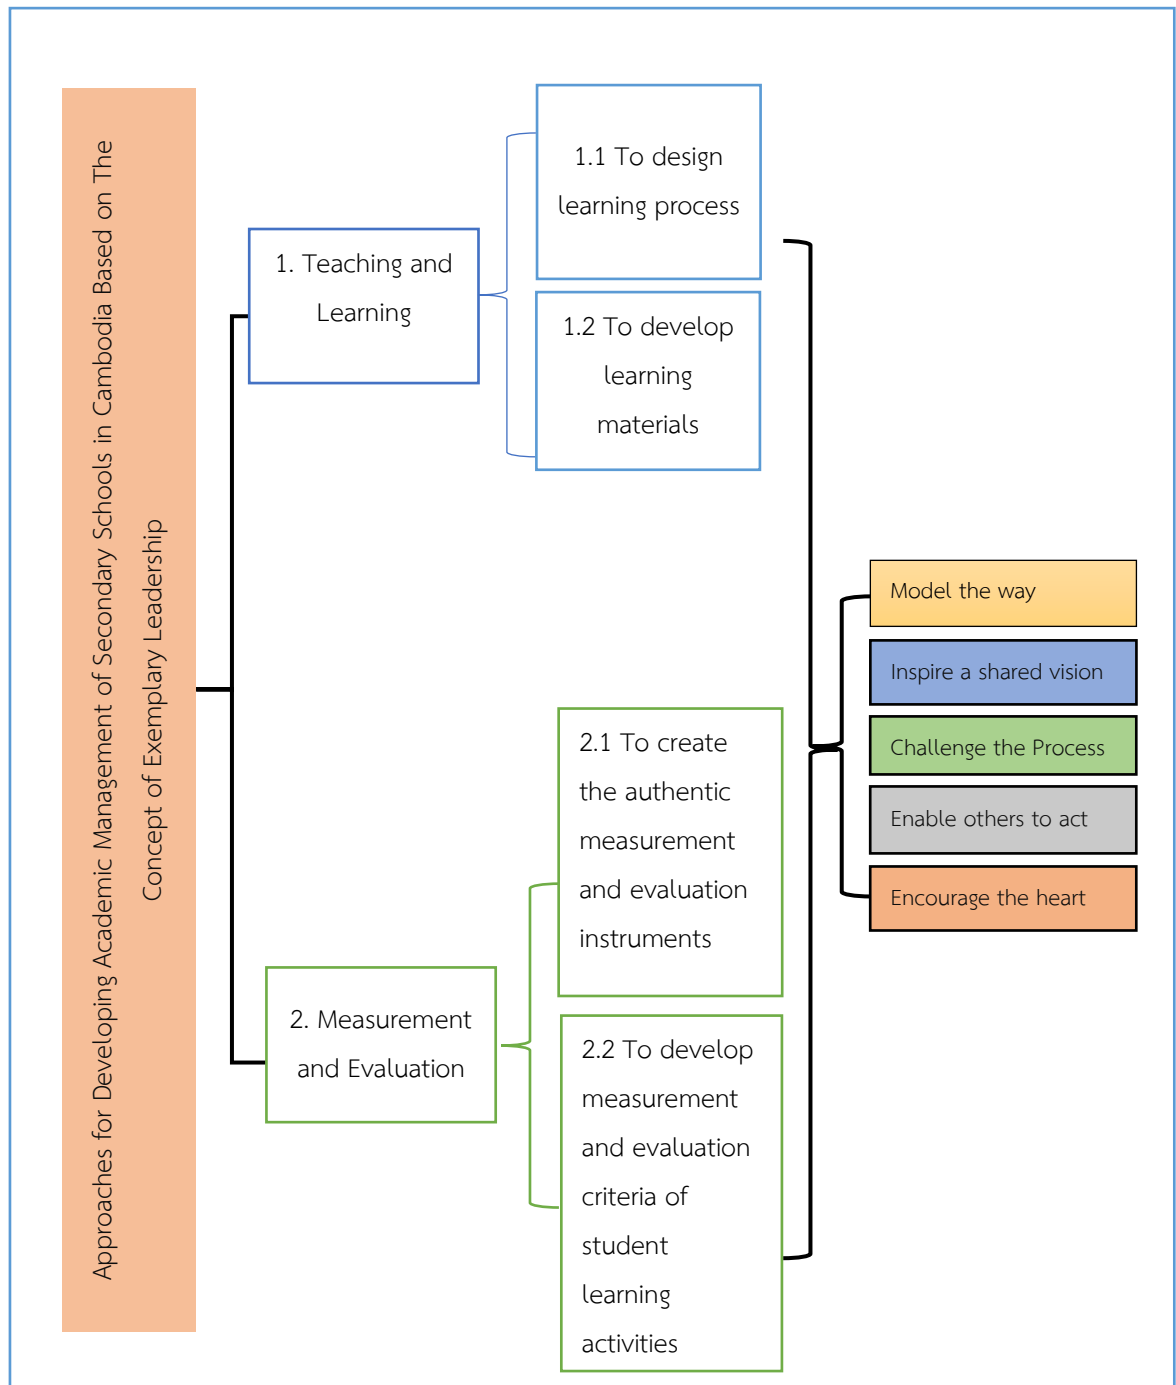 Approaches for Developing Academic Management of Secondary Schools in Cambodia Based on The
Concept of Exemplary Leadership
1. Teaching and
Learning
1.1 To design
learning process
1.2 To develop
learning
materials
2. Measurement
and Evaluation
2.1 To create
the authentic
measurement
and evaluation
instruments
2.2 To develop
measurement
and evaluation
criteria of
student
learning
activities
Model the way
Inspire a shared vision
Challenge the Process
Enable others to act
Encourage the heart